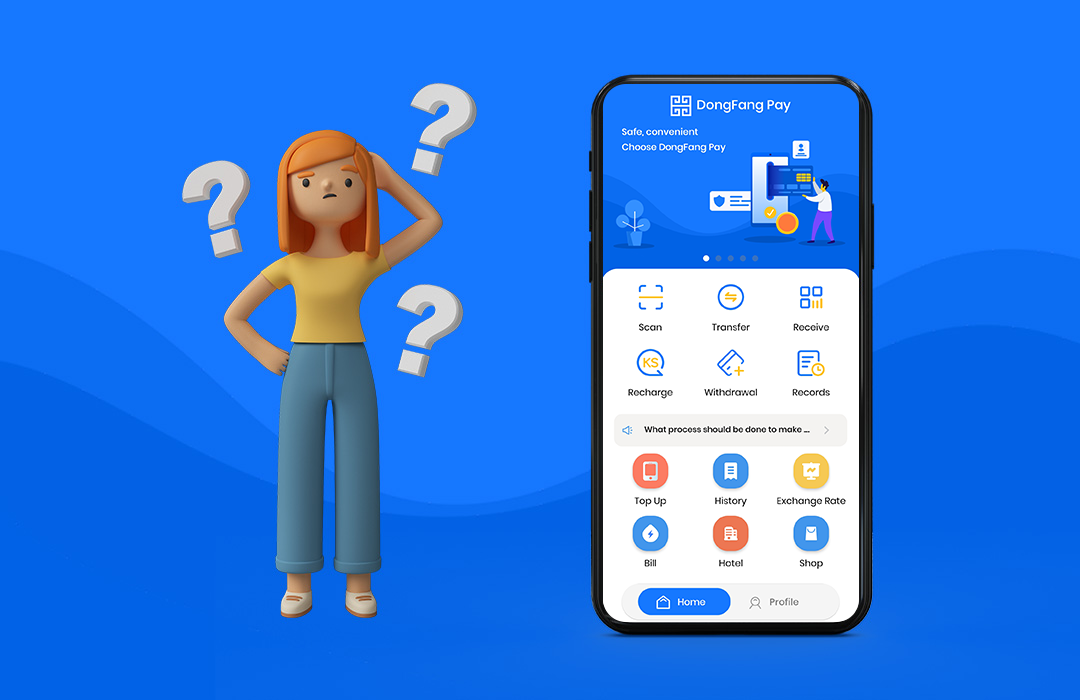 ? ? ?
DongFang Pay
Safe, convenient
Choose DongFang Pay
Scan Transfer Receive
KS
Recharge Withdrawal Records
What process should be done to make ...
Top Up History Exchange Rate
Bill Hotel Shop
Home Profile